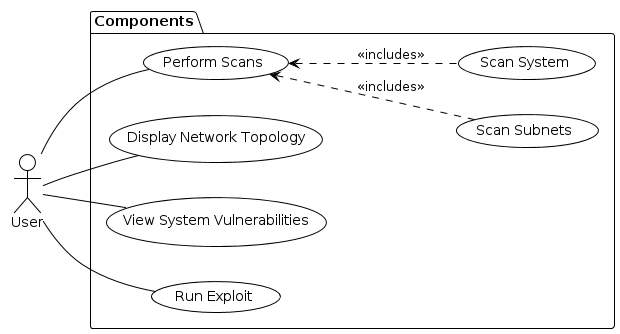 Components
Perform Scans
«includes»
Scan System
«includes»
Scan Subnets
Display Network Topology
User
View System Vulnerabilities
Run Exploit